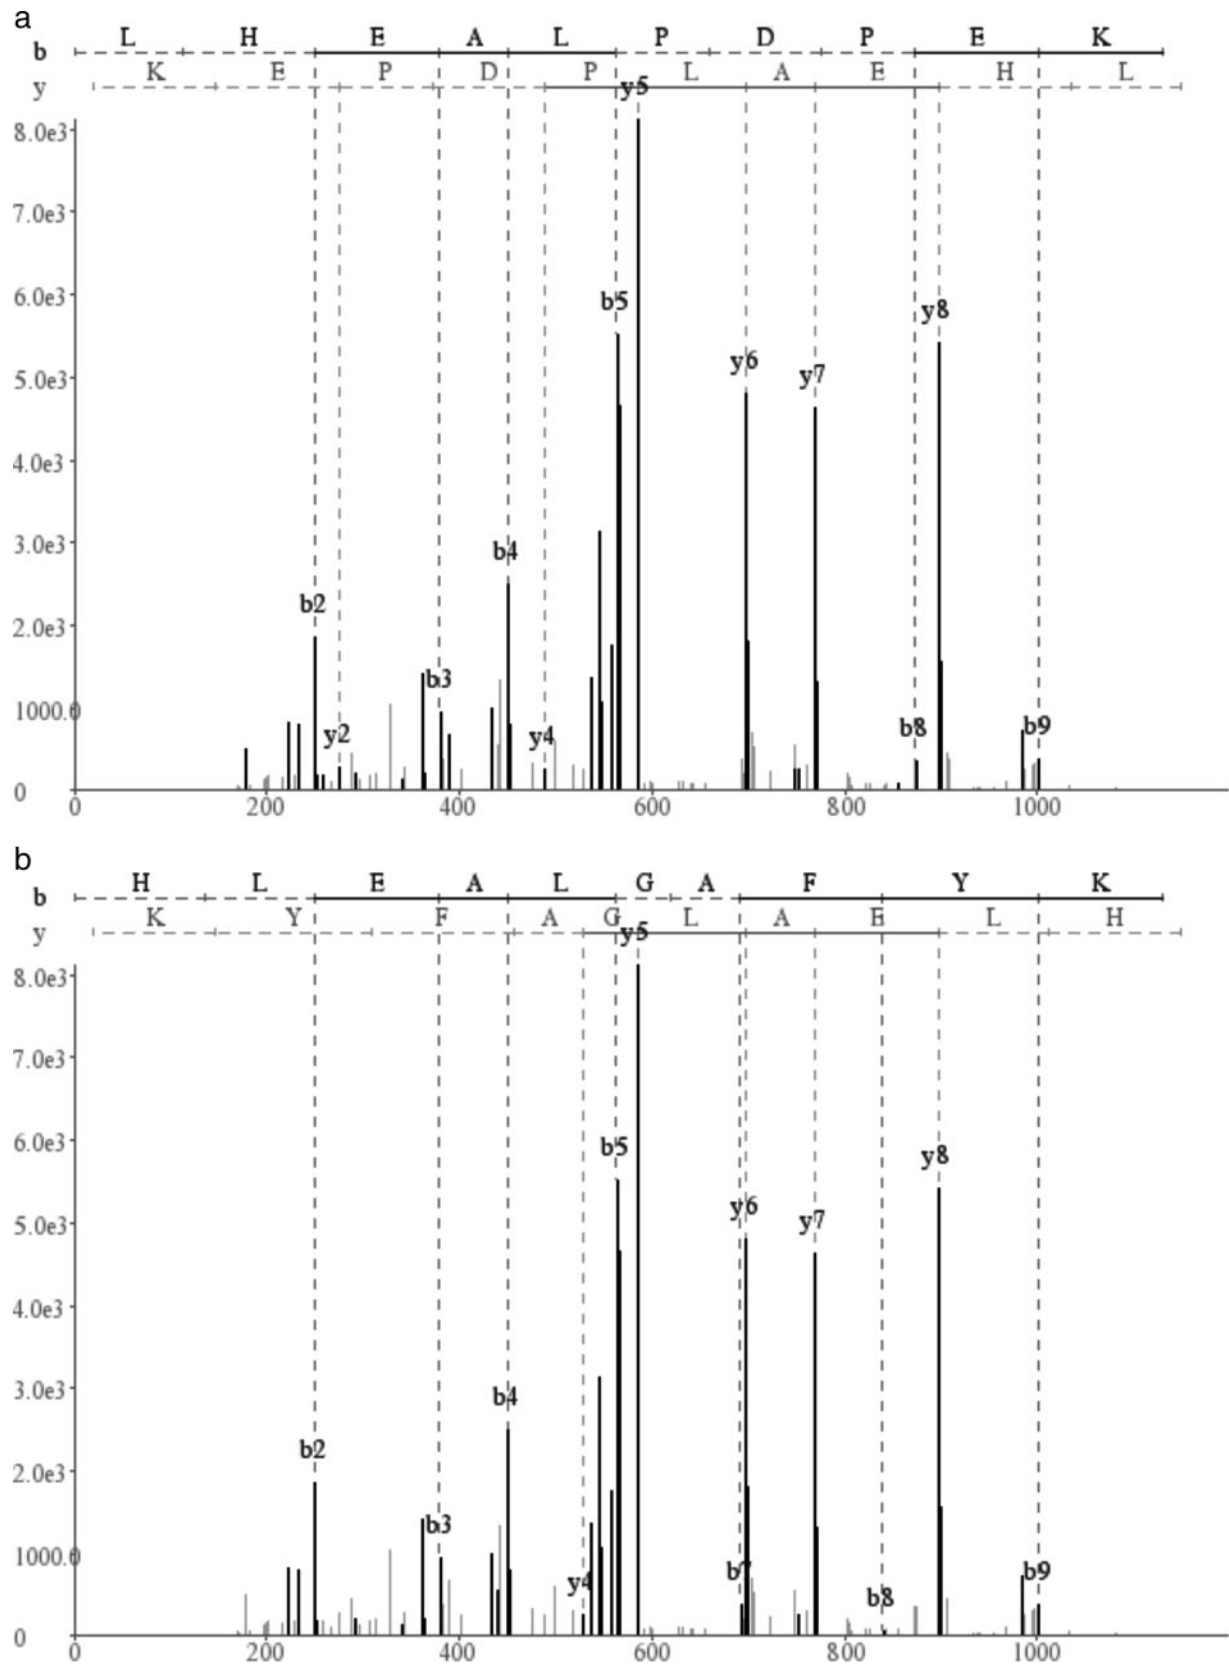 a
b L H E A L P D P E K
y K E P D P L A E H L
y5
8.0e3
7.0e3
6.0e3
b5
y8
y6
5.0e3
y7
4.0e3
3.0e3
b4
b2
2.0e3
b3
1000.0
y2
y4
b8
b9
0
0 200 400 600 800 1000
b
b H L E A L G A F Y K
y K Y F A G L A E L H
y5
8.0e3
7.0e3
6.0e3
b5
y8
y6
5.0e3
y7
4.0e3
3.0e3
b4
b2
2.0e3
b3
1000.0
y4
b7
b8
b9
0
0 200 400 600 800 1000